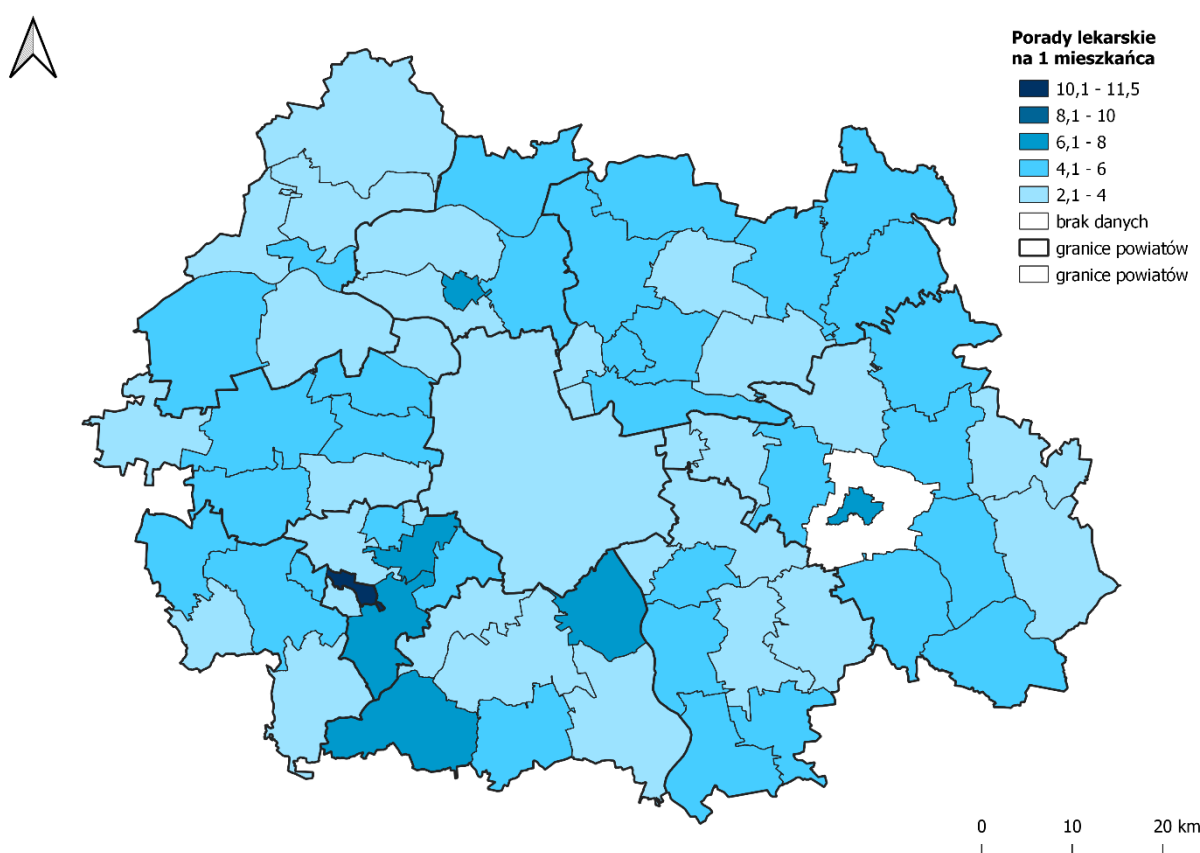 Porady lekarskie
na 1 mieszkańca
10,1 - 11,5
8,1 - 10
6,1 - 8
4,1 - 6
2,1 - 4
brak danych
granice powiatów
granice powiatów
0 10 20 km